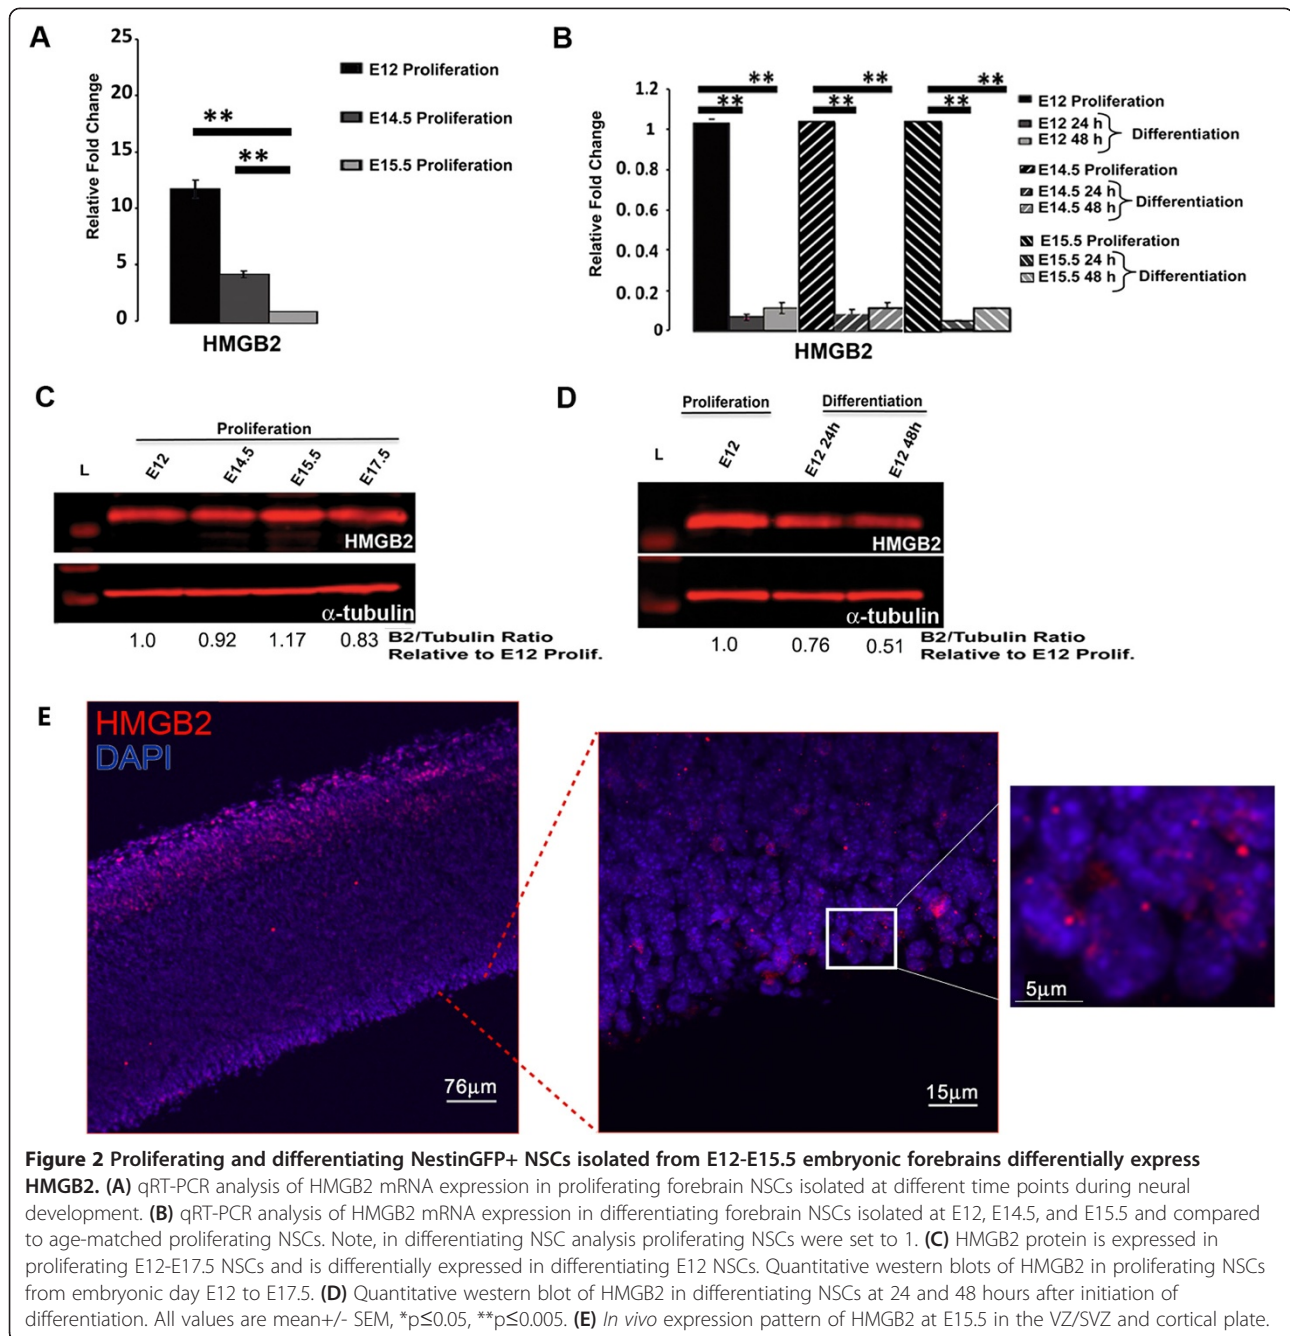 A
25
20
15
10
5
0
Relative Fold Change
**
**
HMGB2
E12 Proliferation
E14.5 Proliferation
E15.5 Proliferation
B
1.2
1
0.8
0.6
0.4
0.2
0
Relative Fold Change
** ** **
** ** **
HMGB2
E12 Proliferation
E12 24 h
E12 48 h
Differentiation
E14.5 Proliferation
E14.5 24 h
E14.5 48 h
Differentiation
E15.5 Proliferation
E15.5 24 h
E15.5 48 h
Differentiation
C
Proliferation
L E12 E14.5 E15.5 E17.5
HMGB2
α-tubulin
1.0 0.92 1.17 0.83 B2/Tubulin Ratio
Relative to E12 Prolif.
D
Proliferation Differentiation
L E12 E12 24h E12 48h
HMGB2
α-tubulin
1.0 0.76 0.51 B2/Tubulin Ratio
Relative to E12 Prolif.
E
HMGB2
DAPI
76μm
15μm
5μm
Figure 2 Proliferating and differentiating NestinGFP+ NSCs isolated from E12-E15.5 embryonic forebrains differentially express
HMGB2. (A) qRT-PCR analysis of HMGB2 mRNA expression in proliferating forebrain NSCs isolated at different time points during neural
development. (B) qRT-PCR analysis of HMGB2 mRNA expression in differentiating forebrain NSCs isolated at E12, E14.5, and E15.5 and compared
to age-matched proliferating NSCs. Note, in differentiating NSC analysis proliferating NSCs were set to 1. (C) HMGB2 protein is expressed in
proliferating E12-E17.5 NSCs and is differentially expressed in differentiating E12 NSCs. Quantitative western blots of HMGB2 in proliferating NSCs
from embryonic day E12 to E17.5. (D) Quantitative western blot of HMGB2 in differentiating NSCs at 24 and 48 hours after initiation of
differentiation. All values are mean+/- SEM, *p≤0.05, **p≤0.005. (E) In vivo expression pattern of HMGB2 at E15.5 in the VZ/SVZ and cortical plate.